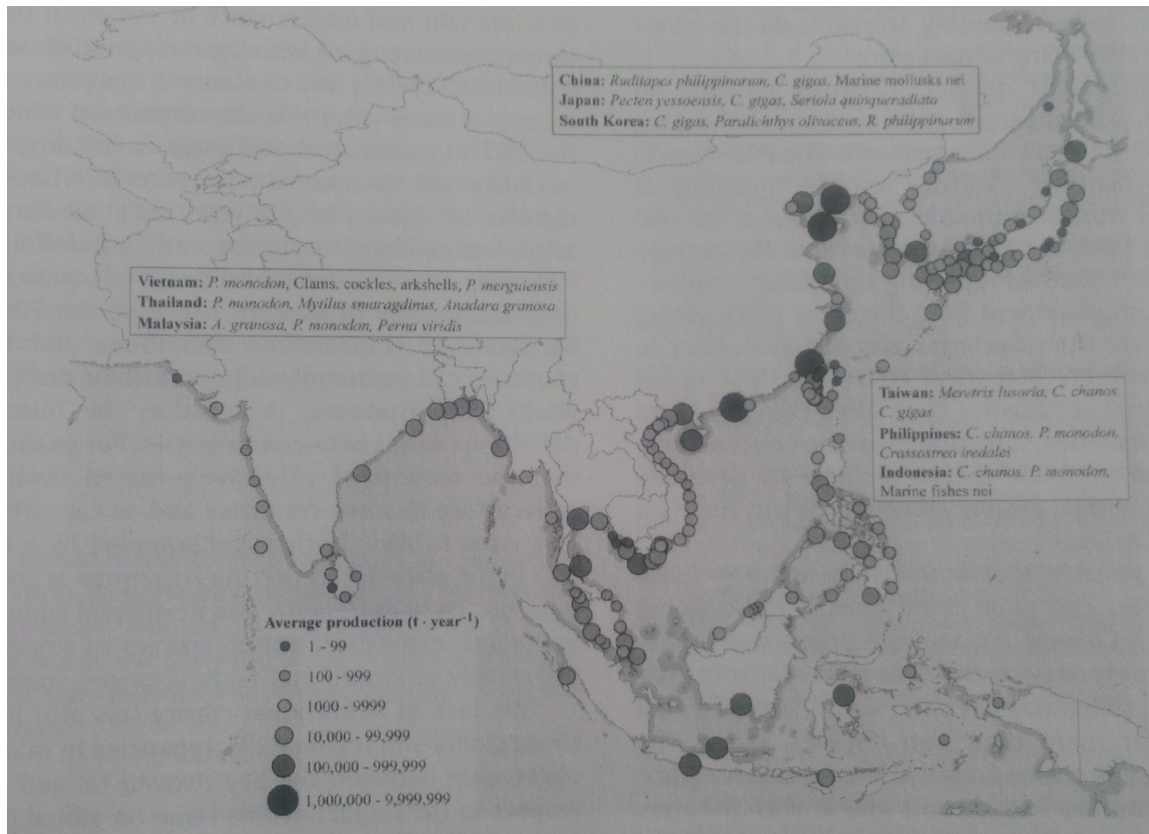 China: Ruditapes philippinarum, C. gigas, Marine mollusks nei
Japan: Pecten yessoensis, C. gigas, Seriola quinqueradiata
South Korea: C. gigas, Paralichthys olivaceus, R. philippinarum
Vietnam: P. monodon, Clams, cockles, arkshells, P. merguiensis
Thailand: P. monodon, Mytilus smaragdinus, Anadara granosa
Malaysia: A. granosa, P. monodon, Perna viridis
Taiwan: Meretrix lusoria, C. chanos,
C. gigas
Philippines: C. chanos, P. monodon,
Crassostrea iredalei
Indonesia: C. chanos, P. monodon,
Marine fishes nei
Average production (t · year⁻¹)
1 - 99
100 - 999
1000 - 9999
10,000 - 99,999
100,000 - 999,999
1,000,000 - 9,999.999